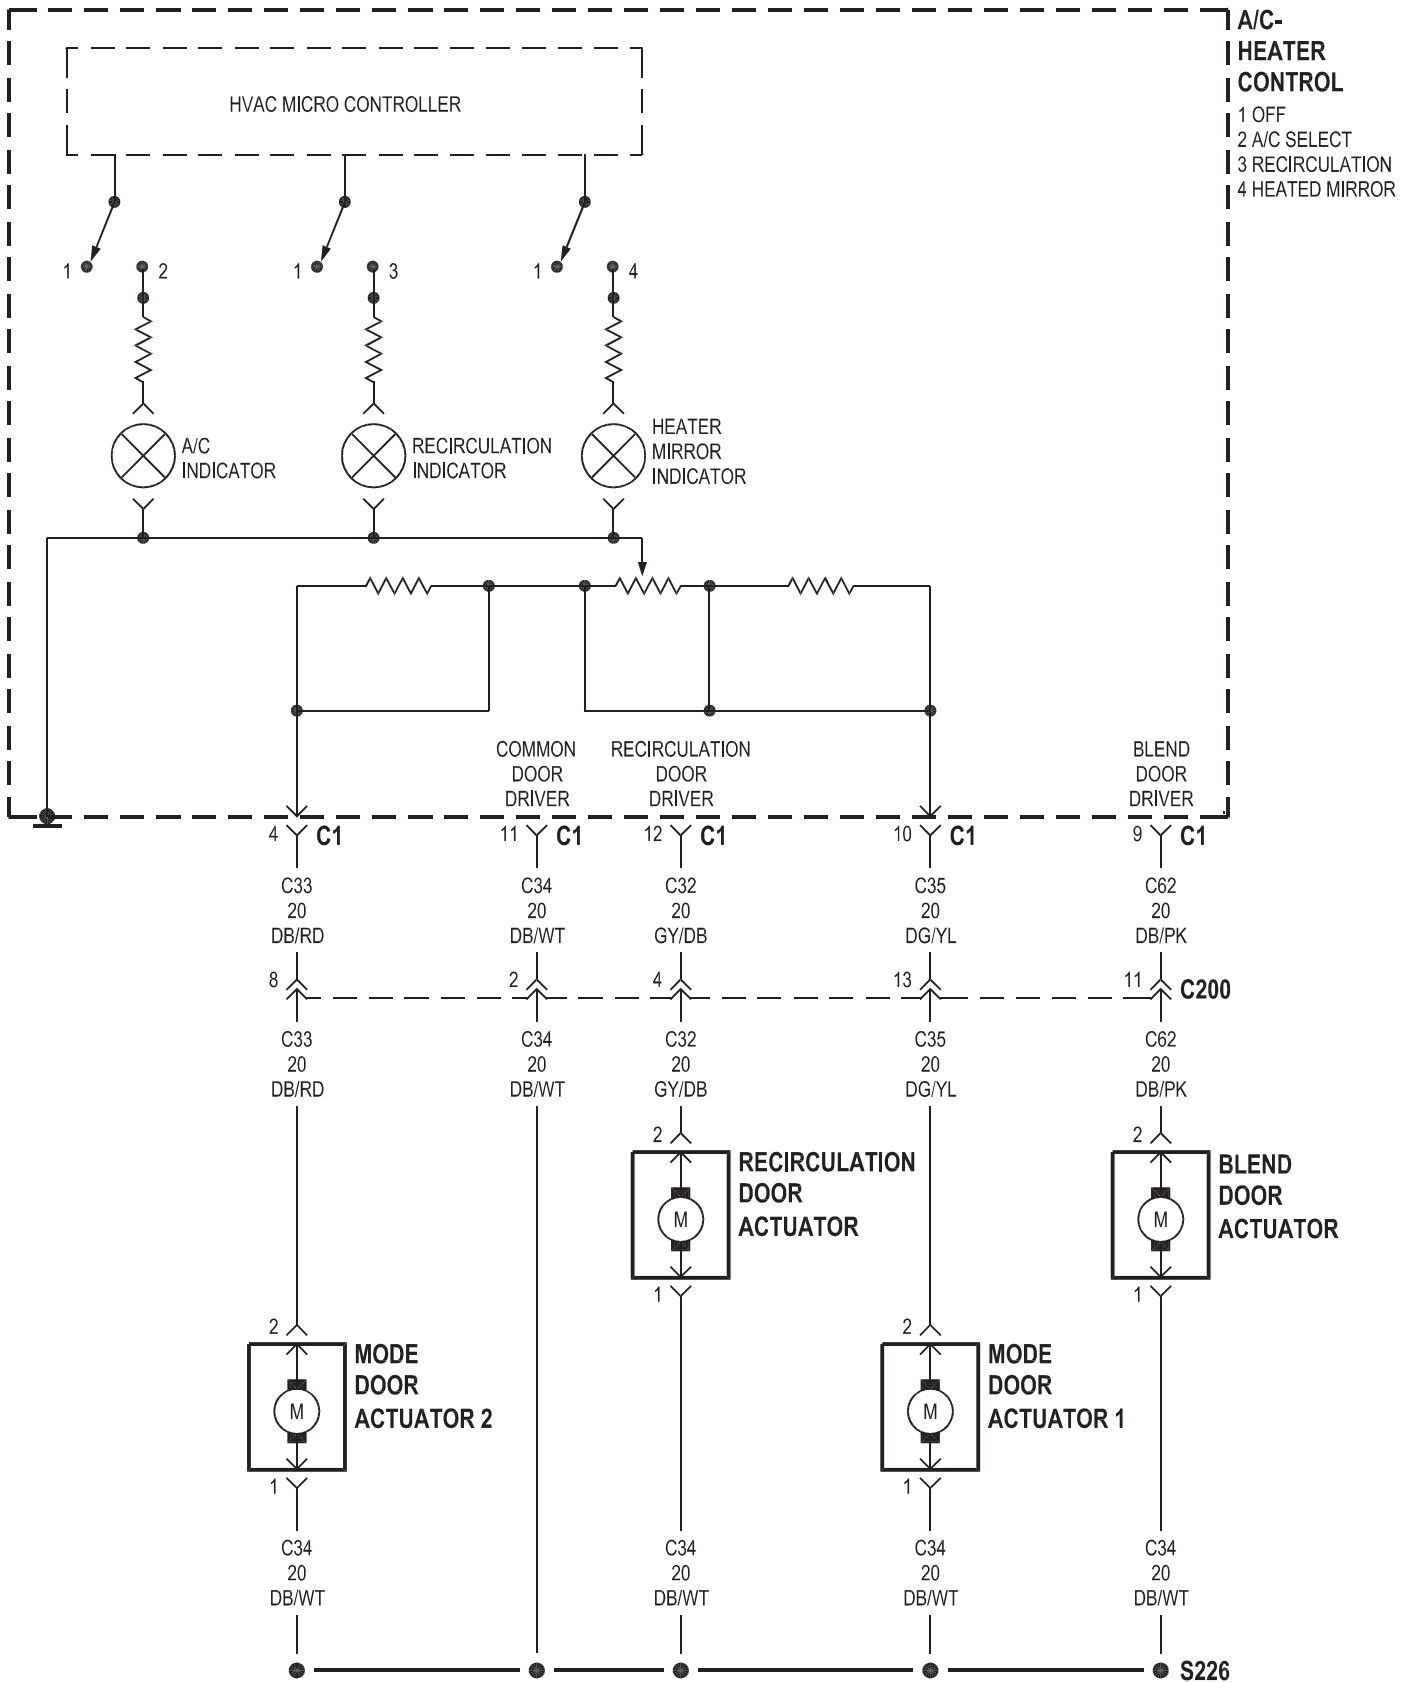 A/C-
HEATER
CONTROL
1 OFF
2 A/C SELECT
3 RECIRCULATION
4 HEATED MIRROR
HVAC MICRO CONTROLLER
1 2 1 3 1 4
A/C
INDICATOR
RECIRCULATION
INDICATOR
HEATER
MIRROR
INDICATOR
COMMON
DOOR
DRIVER
RECIRCULATION
DOOR
DRIVER
BLEND
DOOR
DRIVER
4 C1 11 C1 12 C1 10 C1 9 C1
C33 C34 C32 C35 C62
20 20 20 20 20
DB/RD DB/WT GY/DB DG/YL DB/PK
8 2 4 13 11 C200
C33 C34 C32 C35 C62
20 20 20 20 20
DB/RD DB/WT GY/DB DG/YL DB/PK
2 2
RECIRCULATION
DOOR
ACTUATOR
M
BLEND
DOOR
ACTUATOR
M
1 1
2 2
MODE
DOOR
ACTUATOR 2
M
MODE
DOOR
ACTUATOR 1
M
1 1
C34 C34 C34 C34
20 20 20 20
DB/WT DB/WT DB/WT DB/WT
S226